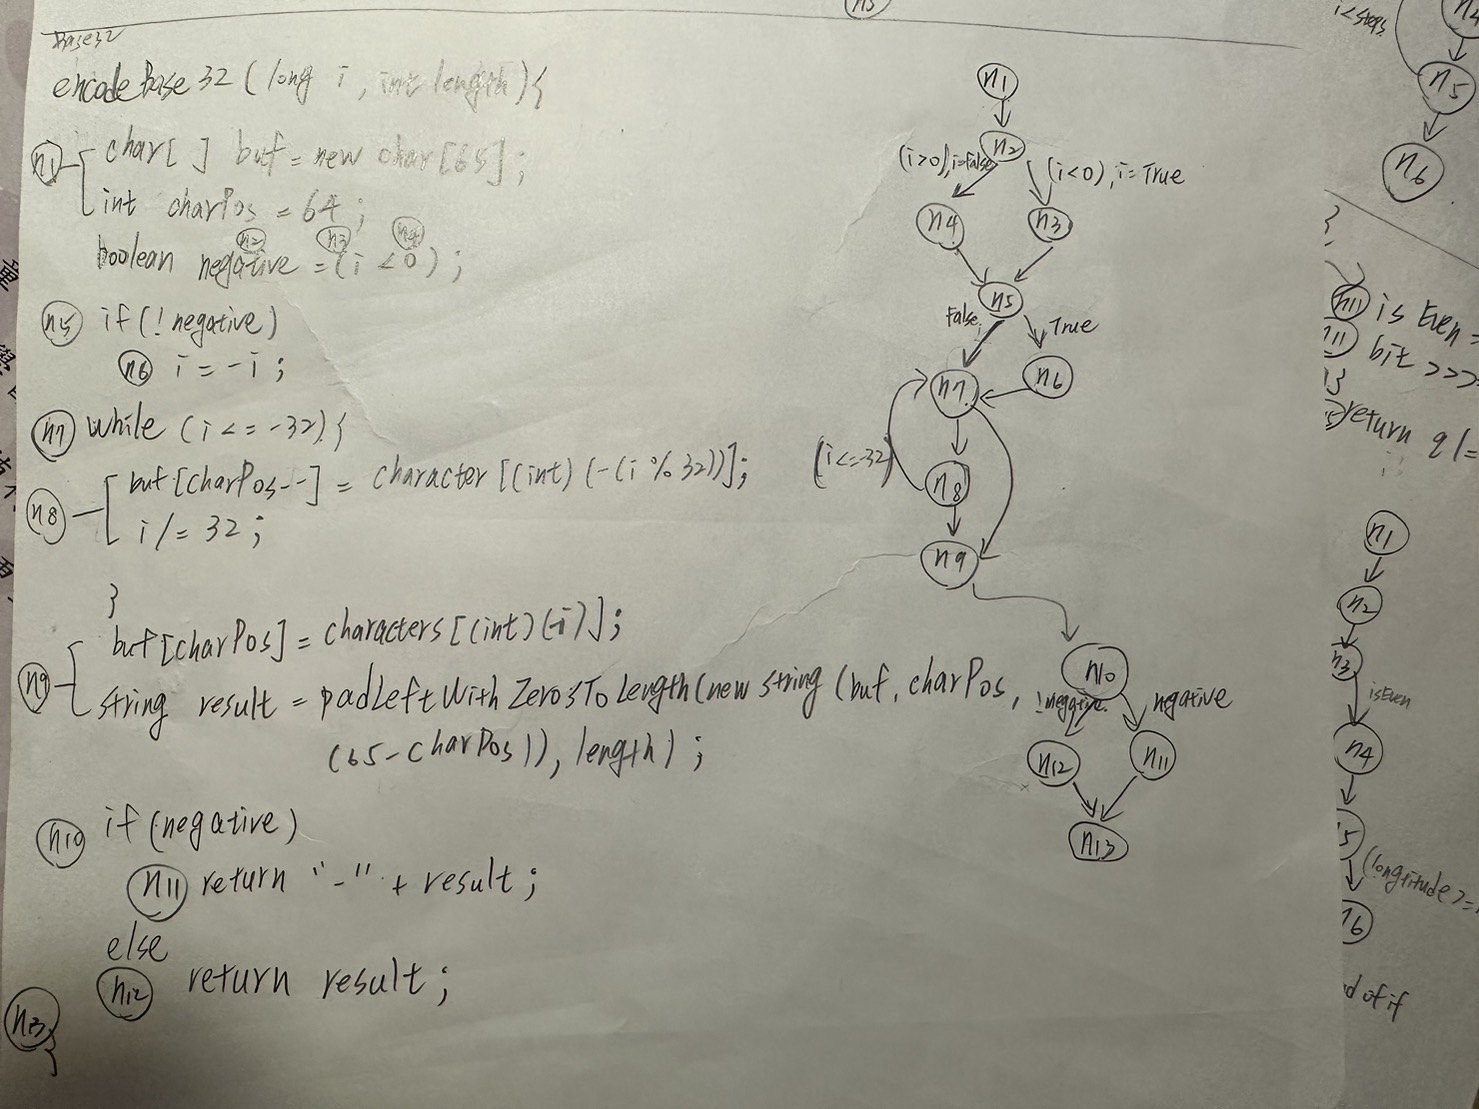 n5
Base32
encodeBase32 (long i, int length){
n1 char[ ] buf = new char[65];
int charPos = 64;
n2 n3 n4
boolean negative = (i < 0);
n5 if(! negative)
n6 i = -i;
n7 while (i <= -32){
n8 buf[charPos--] = character[(int)(-(i % 32))];
i /= 32;
}
n9 buf[charPos] = characters[(int)(-i)];
string result = padLeftWithZerosToLength(new string (buf, charPos,
(65-charPos)), length);
n10 if (negative)
n11 return "-" + result;
else
n12 return result;
n13
}
n1
n2
(i>0), i=False
(i<0), i=True
n4 n3
n5
False True
n7 n6
(i<=-32)
n8
n9
n10
!negative negative
n12 n11
n13
i<steps
n4
n5
n6
}
n11 is Even =
n11 bit >>>
}
return
n1
n2
n3
isEven
n4
n5
(longtitude >=
n6
d of if